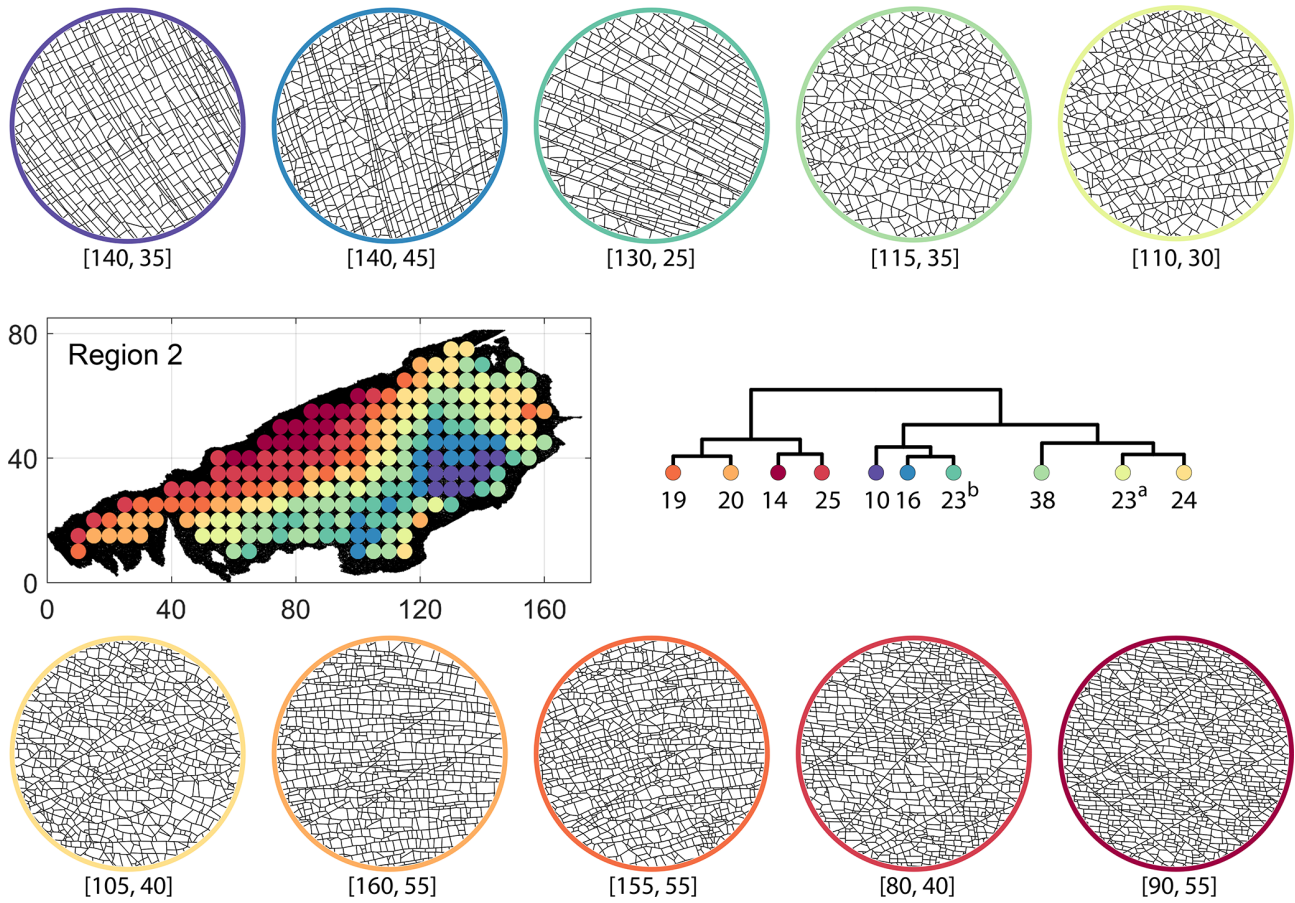 [140, 35] [140, 45] [130, 25] [115, 35] [110, 30]
80
Region 2
40
0
0 40 80 120 160
19 20 14 25 10 16 23b 38 23a 24
[105, 40] [160, 55] [155, 55] [80, 40] [90, 55]